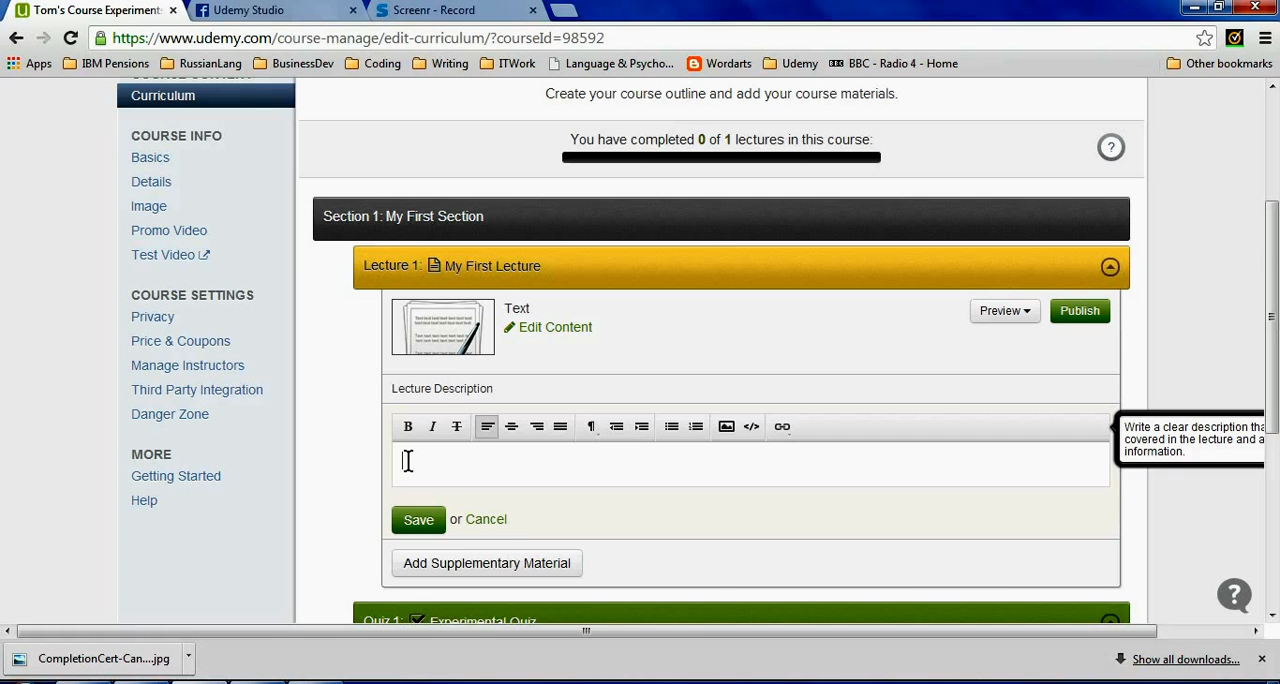 Tom's Course Experiment
Udemy Studio
Screenr - Record
https://www.udemy.com/course-manage/edit-curriculum/?courseId=98592
Apps
IBM Pensions
RussianLang
BusinessDev
Coding
Writing
ITWork
Language & Psycho...
Wordarts
Udemy
BBC - Radio 4 - Home
Other bookmarks
COURSE CONTENT
Curriculum
COURSE INFO
Basics
Details
Image
Promo Video
Test Video
COURSE SETTINGS
Privacy
Price & Coupons
Manage Instructors
Third Party Integration
Danger Zone
MORE
Getting Started
Help
Create your course outline and add your course materials.
You have completed 0 of 1 lectures in this course:
?
Section 1: My First Section
Lecture 1: My First Lecture
Text
Edit Content
Preview
Publish
Lecture Description
B I T ¶ </>
Write a clear description tha
covered in the lecture and a
information.
Save or Cancel
Add Supplementary Material
Quiz 1: Experimental Quiz
?
CompletionCert-Can....jpg
Show all downloads...